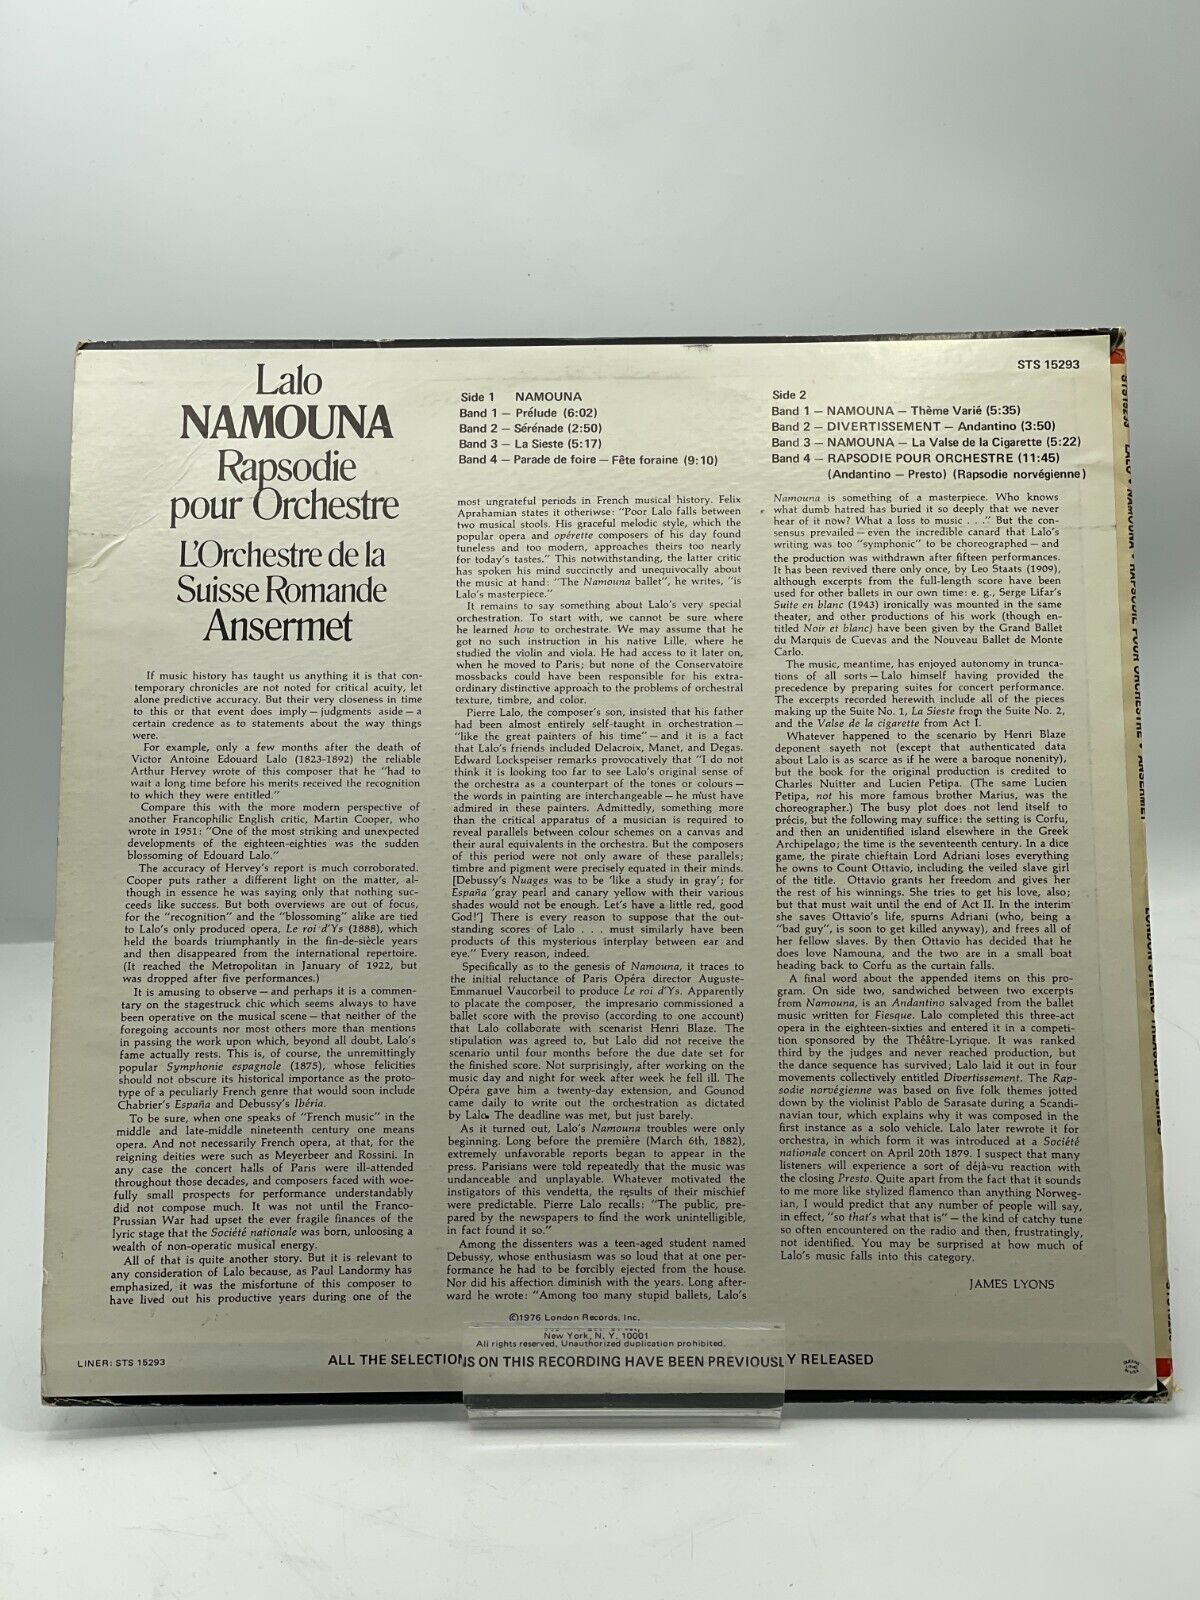 STS 15293
Lalo
NAMOUNA
Rapsodie
pour Orchestre
L'Orchestre de la
Suisse Romande
Ansermet
Side 1 NAMOUNA
Band 1 – Prélude (6:02)
Band 2 – Sérénade (2:50)
Band 3 – La Sieste (5:17)
Band 4 – Parade de foire – Fête foraine (9:10)
Side 2
Band 1 – NAMOUNA – Thème Varié (5:35)
Band 2 – DIVERTISSEMENT – Andantino (3:50)
Band 3 – NAMOUNA – La Valse de la Cigarette (5:22)
Band 4 – RAPSODIE POUR ORCHESTRE (11:45)
(Andantino – Presto) (Rapsodie norvégienne)
If music history has taught us anything it is that con-
temporary chronicles are not noted for critical acuity, let
alone predictive accuracy. But their very closeness in time
to this or that event does imply – judgments aside – a
certain credence as to statements about the way things
were.
For example, only a few months after the death of
Victor Antoine Edouard Lalo (1823-1892) the reliable
Arthur Hervey wrote of this composer that he "had to
wait a long time before his merits received the recognition
to which they were entitled."
Compare this with the more modern perspective of
another Francophilic English critic, Martin Cooper, who
wrote in 1951: "One of the most striking and unexpected
developments of the eighteen-eighties was the sudden
blossoming of Edouard Lalo."
The accuracy of Hervey's report is much corroborated.
Cooper puts rather a different light on the matter, al-
though in essence he was saying only that nothing suc-
ceeds like success. But both overviews are out of focus,
for the "recognition" and the "blossoming" alike are tied
to Lalo's only produced opera, Le roi d'Ys (1888), which
held the boards triumphantly in the fin-de-siècle years
and then disappeared from the international repertoire.
(It reached the Metropolitan in January of 1922, but
was dropped after five performances.)
It is amusing to observe – and perhaps it is a commen-
tary on the stagestruck chic which seems always to have
been operative on the musical scene – that neither of the
foregoing accounts nor most others more than mentions
in passing the work upon which, beyond all doubt, Lalo's
fame actually rests. This is, of course, the unremittingly
popular Symphonie espagnole (1875), whose felicities
should not obscure its historical importance as the proto-
type of a peculiarly French genre that would soon include
Chabrier's España and Debussy's Ibéria.
To be sure, when one speaks of "French music" in the
middle and late-middle nineteenth century one means
opera. And not necessarily French opera, at that, for the
reigning deities were such as Meyerbeer and Rossini. In
any case the concert halls of Paris were ill-attended
throughout those decades, and composers faced with woe-
fully small prospects for performance understandably
did not compose much. It was not until the Franco-
Prussian War had upset the ever fragile finances of the
lyric stage that the Société nationale was born, unloosing a
wealth of non-operatic musical energy.
All of that is quite another story. But it is relevant to
any consideration of Lalo because, as Paul Landormy has
emphasized, it was the misfortune of this composer to
have lived out his productive years during one of the
most ungrateful periods in French musical history. Felix
Aprahamian states it otheriwse: "Poor Lalo falls between
two musical stools. His graceful melodic style, which the
popular opera and opérette composers of his day found
tuneless and too modern, approaches theirs too nearly
for today's tastes." This notwithstanding, the latter critic
has spoken his mind succinctly and unequivocally about
the music at hand: "The Namouna ballet", he writes, "is
Lalo's masterpiece."
It remains to say something about Lalo's very special
orchestration. To start with, we cannot be sure where
he learned how to orchestrate. We may assume that he
got no such instruction in his native Lille, where he
studied the violin and viola. He had access to it later on,
when he moved to Paris; but none of the Conservatoire
mossbacks could have been responsible for his extra-
ordinary distinctive approach to the problems of orchestral
texture, timbre, and color.
Pierre Lalo, the composer's son, insisted that his father
had been almost entirely self-taught in orchestration –
"like the great painters of his time" – and it is a fact
that Lalo's friends included Delacroix, Manet, and Degas.
Edward Lockspeiser remarks provocatively that "I do not
think it is looking too far to see Lalo's original sense of
the orchestra as a counterpart of the tones or colours –
the words in painting are interchangeable – he must have
admired in these painters. Admittedly, something more
than the critical apparatus of a musician is required to
reveal parallels between colour schemes on a canvas and
their aural equivalents in the orchestra. But the composers
of this period were not only aware of these parallels;
timbre and pigment were precisely equated in their minds.
[Debussy's Nuages was to be 'like a study in gray'; for
España 'gray pearl and canary yellow with their various
shades would not be enough. Let's have a little red, good
God!'] There is every reason to suppose that the out-
standing scores of Lalo . . . must similarly have been
products of this mysterious interplay between ear and
eye." Every reason, indeed.
Specifically as to the genesis of Namouna, it traces to
the initial reluctance of Paris Opéra director Auguste-
Emmanuel Vaucorbeil to produce Le roi d'Ys. Apparently
to placate the composer, the impresario commissioned a
ballet score with the proviso (according to one account)
that Lalo collaborate with scenarist Henri Blaze. The
stipulation was agreed to, but Lalo did not receive the
scenario until four months before the due date set for
the finished score. Not surprisingly, after working on the
music day and night for week after week he fell ill. The
Opéra gave him a twenty-day extension, and Gounod
came daily to write out the orchestration as dictated
by Lalo. The deadline was met, but just barely.
As it turned out, Lalo's Namouna troubles were only
beginning. Long before the première (March 6th, 1882),
extremely unfavorable reports began to appear in the
press. Parisians were told repeatedly that the music was
undanceable and unplayable. Whatever motivated the
instigators of this vendetta, the results of their mischief
were predictable. Pierre Lalo recalls: "The public, pre-
pared by the newspapers to find the work unintelligible,
in fact found it so."
Among the dissenters was a teen-aged student named
Debussy, whose enthusiasm was so loud that at one per-
formance he had to be forcibly ejected from the house.
Nor did his affection diminish with the years. Long after-
ward he wrote: "Among too many stupid ballets, Lalo's
Namouna is something of a masterpiece. Who knows
what dumb hatred has buried it so deeply that we never
hear of it now? What a loss to music . . ." But the con-
sensus prevailed – even the incredible canard that Lalo's
writing was too "symphonic" to be choreographed – and
the production was withdrawn after fifteen performances.
It has been revived there only once, by Leo Staats (1909),
although excerpts from the full-length score have been
used for other ballets in our own time: e. g., Serge Lifar's
Suite en blanc (1943) ironically was mounted in the same
theater, and other productions of his work (though en-
titled Noir et blanc) have been given by the Grand Ballet
du Marquis de Cuevas and the Nouveau Ballet de Monte
Carlo.
The music, meantime, has enjoyed autonomy in trunca-
tions of all sorts – Lalo himself having provided the
precedence by preparing suites for concert performance.
The excerpts recorded herewith include all of the pieces
making up the Suite No. 1, La Sieste from the Suite No. 2,
and the Valse de la cigarette from Act I.
Whatever happened to the scenario by Henri Blaze
deponent sayeth not (except that authenticated data
about Lalo is as scarce as if he were a baroque nonenity),
but the book for the original production is credited to
Charles Nuitter and Lucien Petipa. (The same Lucien
Petipa, not his more famous brother Marius, was the
choreographer.) The busy plot does not lend itself to
précis, but the following may suffice: the setting is Corfu,
and then an unidentified island elsewhere in the Greek
Archipelago; the time is the seventeenth century. In a dice
game, the pirate chieftain Lord Adriani loses everything
he owns to Count Ottavio, including the veiled slave girl
of the title. Ottavio grants her freedom and gives her
the rest of his winnings. She tries to get his love, also;
but that must wait until the end of Act II. In the interim
she saves Ottavio's life, spurns Adriani (who, being a
"bad guy", is soon to get killed anyway), and frees all of
her fellow slaves. By then Ottavio has decided that he
does love Namouna, and the two are in a small boat
heading back to Corfu as the curtain falls.
A final word about the appended items on this pro-
gram. On side two, sandwiched between two excerpts
from Namouna, is an Andantino salvaged from the ballet
music written for Fiesque. Lalo completed this three-act
opera in the eighteen-sixties and entered it in a competi-
tion sponsored by the Théâtre-Lyrique. It was ranked
third by the judges and never reached production, but
the dance sequence has survived; Lalo laid it out in four
movements collectively entitled Divertissement. The Rap-
sodie norvégienne was based on five folk themes jotted
down by the violinist Pablo de Sarasate during a Scandi-
navian tour, which explains why it was composed in the
first instance as a solo vehicle. Lalo later rewrote it for
orchestra, in which form it was introduced at a Société
nationale concert on April 20th 1879. I suspect that many
listeners will experience a sort of déjà-vu reaction with
the closing Presto. Quite apart from the fact that it sounds
to me more like stylized flamenco than anything Norweg-
ian, I would predict that any number of people will say,
in effect, "so that's what that is" – the kind of catchy tune
so often encountered on the radio and then, frustratingly,
not identified. You may be surprised at how much of
Lalo's music falls into this category.
JAMES LYONS
©1976 London Records, Inc.
New York, N. Y. 10001
All rights reserved, Unauthorized duplication prohibited.
LINER: STS 15293
ALL THE SELECTIONS ON THIS RECORDING HAVE BEEN PREVIOUSLY RELEASED
STS15293 LALO • NAMOUNA • RAPSODIE POUR ORCHESTRE • ANSERMET
LONDON STEREO TREASURY SERIES
STS15293